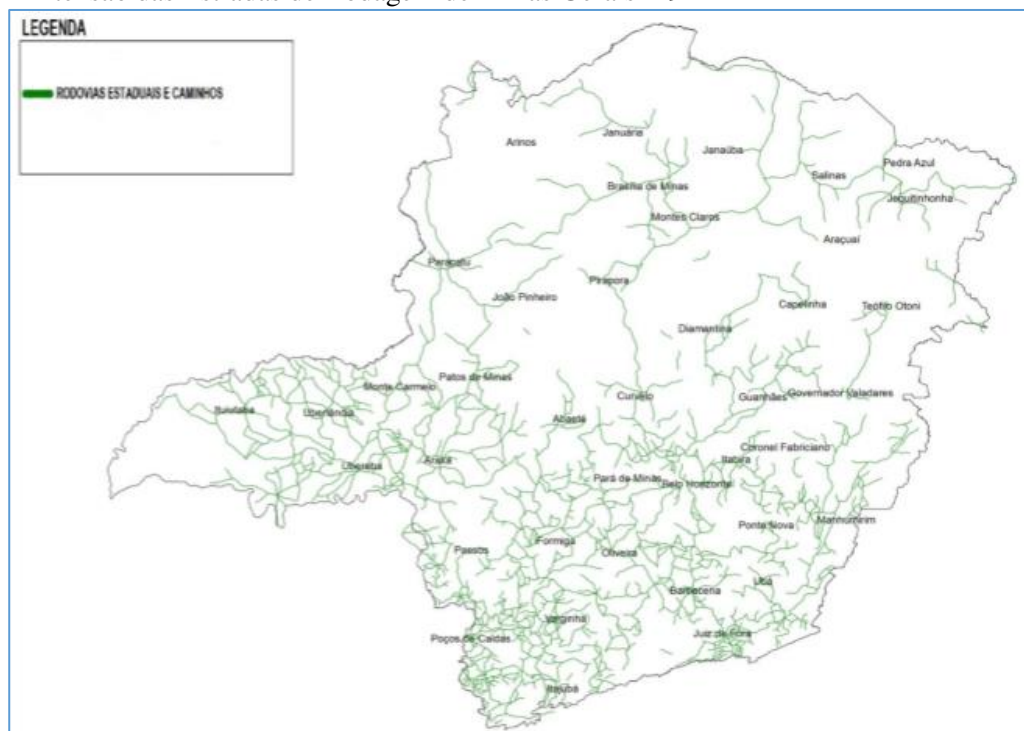 LEGENDA
RODOVIAS ESTADUAIS E CAMINHOS
Arinos
Januária
Janaúba
Pedra Azul
Salinas
Brasília de Minas
Jequitinhonha
Montes Claros
Araçuaí
Paracatu
Pirapora
João Pinheiro
Capelinha
Teófilo Otoni
Diamantina
Patos de Minas
Monte Carmelo
Curvelo
Guanhães
Governador Valadares
Ituiutaba
Uberlândia
Abaeté
Coronel Fabriciano
Araxá
Itabira
Uberaba
Pará de Minas
Belo Horizonte
Manhumirim
Ponte Nova
Formiga
Passos
Oliveira
Ubá
Barbacena
Varginha
Juiz de Fora
Poços de Caldas
Itajubá